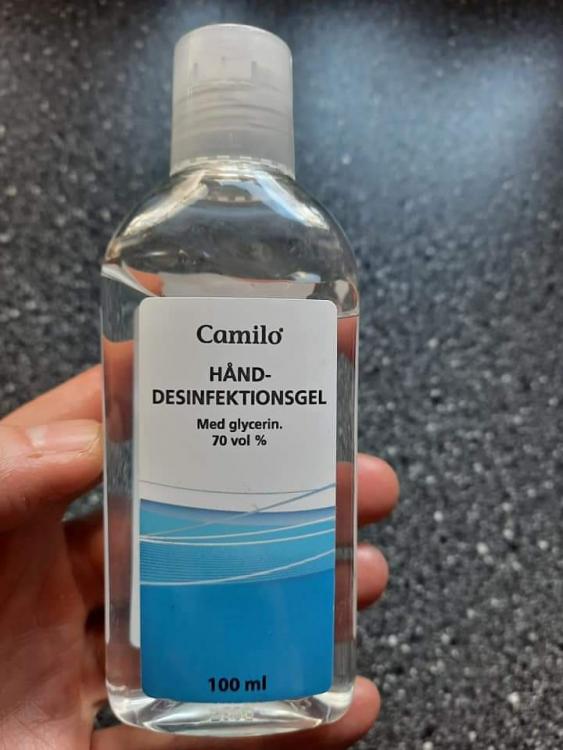 Camilo
HÅND-
DESINFEKTIONSGEL
Med glycerin.
70 vol %
100 ml